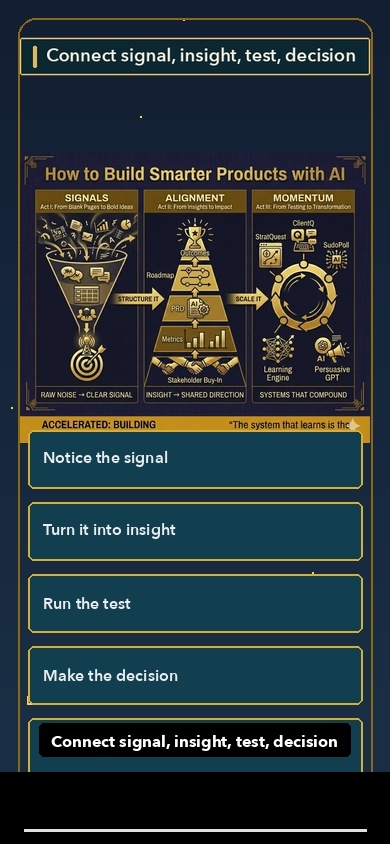 Connect signal, insight, test, decision
How to Build Smarter Products with AI
SIGNALS
Act I: From Blank Pages to Bold Ideas
ALIGNMENT
Act II: From Insights to Impact
MOMENTUM
Act III: From Testing to Transformation
Outcomes
Roadmap
PRD
AI
Metrics
Stakeholder Buy-In
STRUCTURE IT
SCALE IT
ClientQ
StratQuest
SudoPoll
AI
Learning
Engine
AI
Persuasive
GPT
RAW NOISE → CLEAR SIGNAL
INSIGHT → SHARED DIRECTION
SYSTEMS THAT COMPOUND
ACCELERATED: BUILDING
"The system that learns is the
Notice the signal
Turn it into insight
Run the test
Make the decision
Connect signal, insight, test, decision